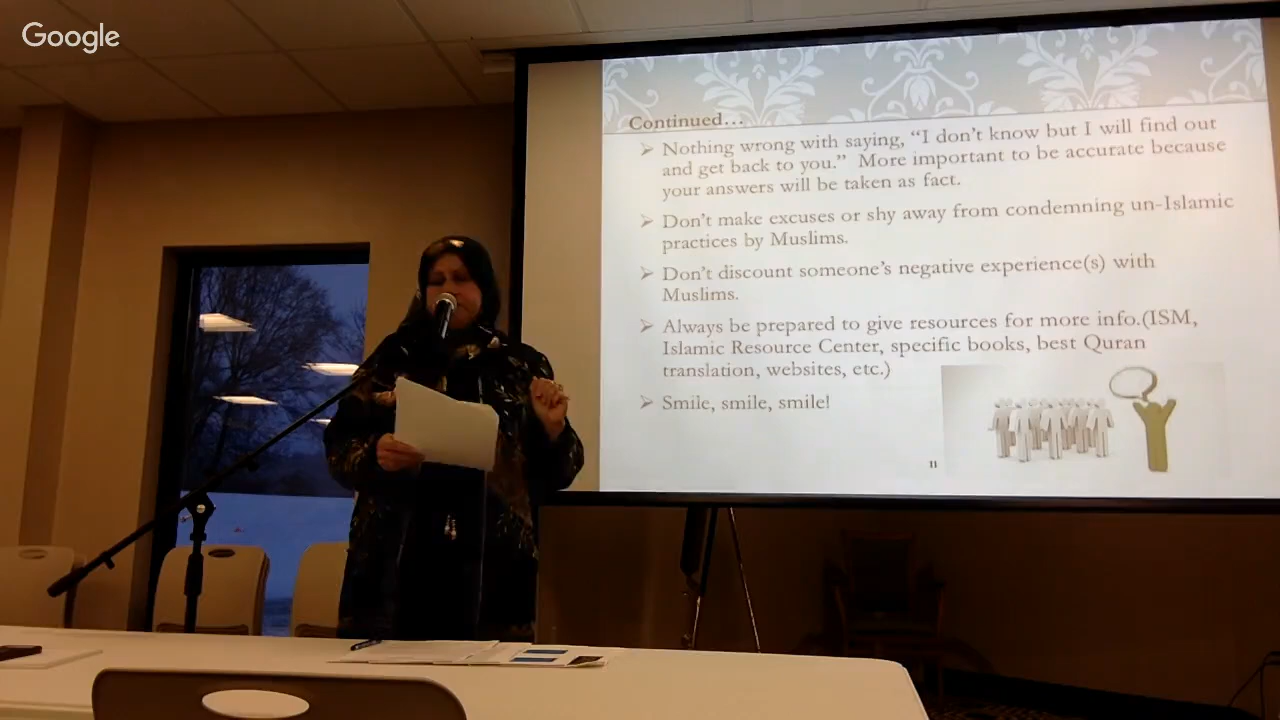 Google
Continued…
➢ Nothing wrong with saying, “I don’t know but I will find out
and get back to you.” More important to be accurate because
your answers will be taken as fact.
➢ Don’t make excuses or shy away from condemning un-Islamic
practices by Muslims.
➢ Don’t discount someone’s negative experience(s) with
Muslims.
➢ Always be prepared to give resources for more info.(ISM,
Islamic Resource Center, specific books, best Quran
translation, websites, etc.)
➢ Smile, smile, smile!
11